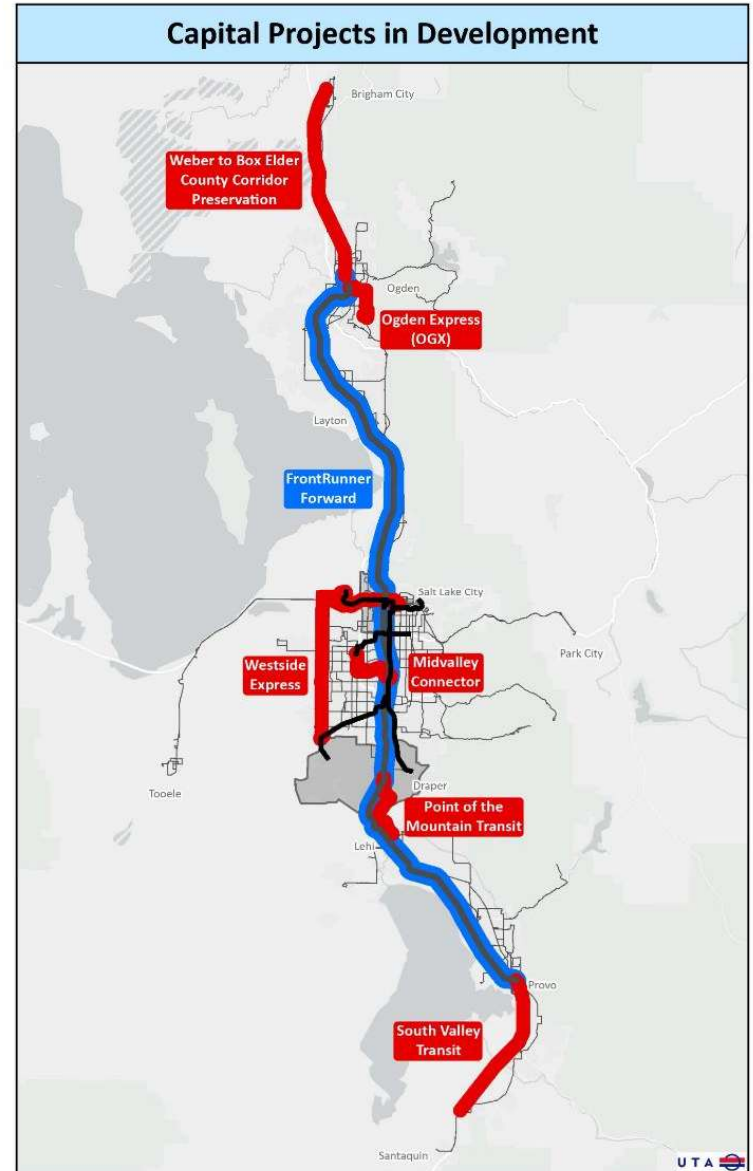 Capital Projects in Development
Brigham City
Weber to Box Elder
County Corridor
Preservation
Ogden
Ogden Express
(OGX)
Layton
FrontRunner
Forward
Salt Lake City
Park City
Westside
Express
Midvalley
Connector
Tooele
Draper
Point of the
Mountain Transit
Lehi
Provo
South Valley
Transit
Santaquin
UTA